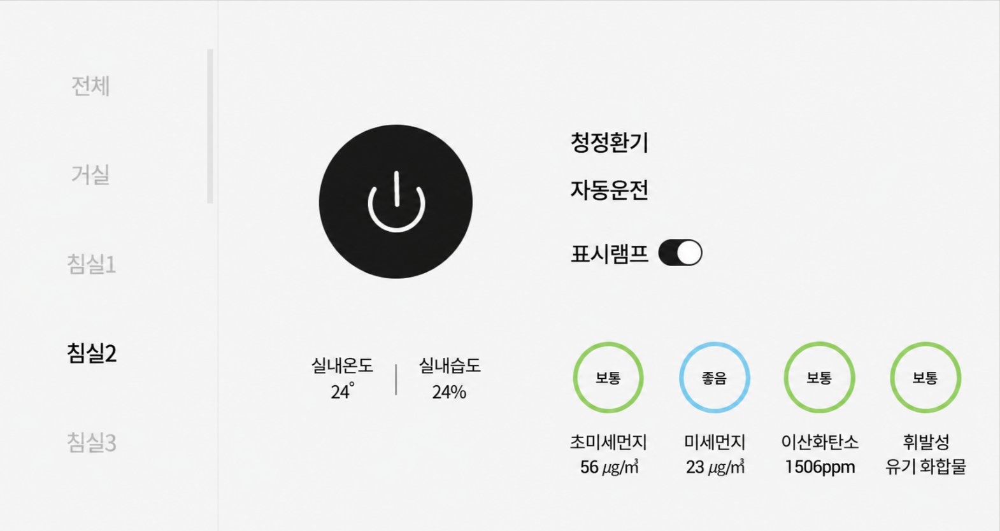 전체
거실
침실1
침실2
침실3
청정환기
자동운전
표시램프
실내온도
24°
실내습도
24%
보통
초미세먼지
56 µg/㎥
좋음
미세먼지
23 µg/㎥
보통
이산화탄소
1506ppm
보통
휘발성
유기 화합물